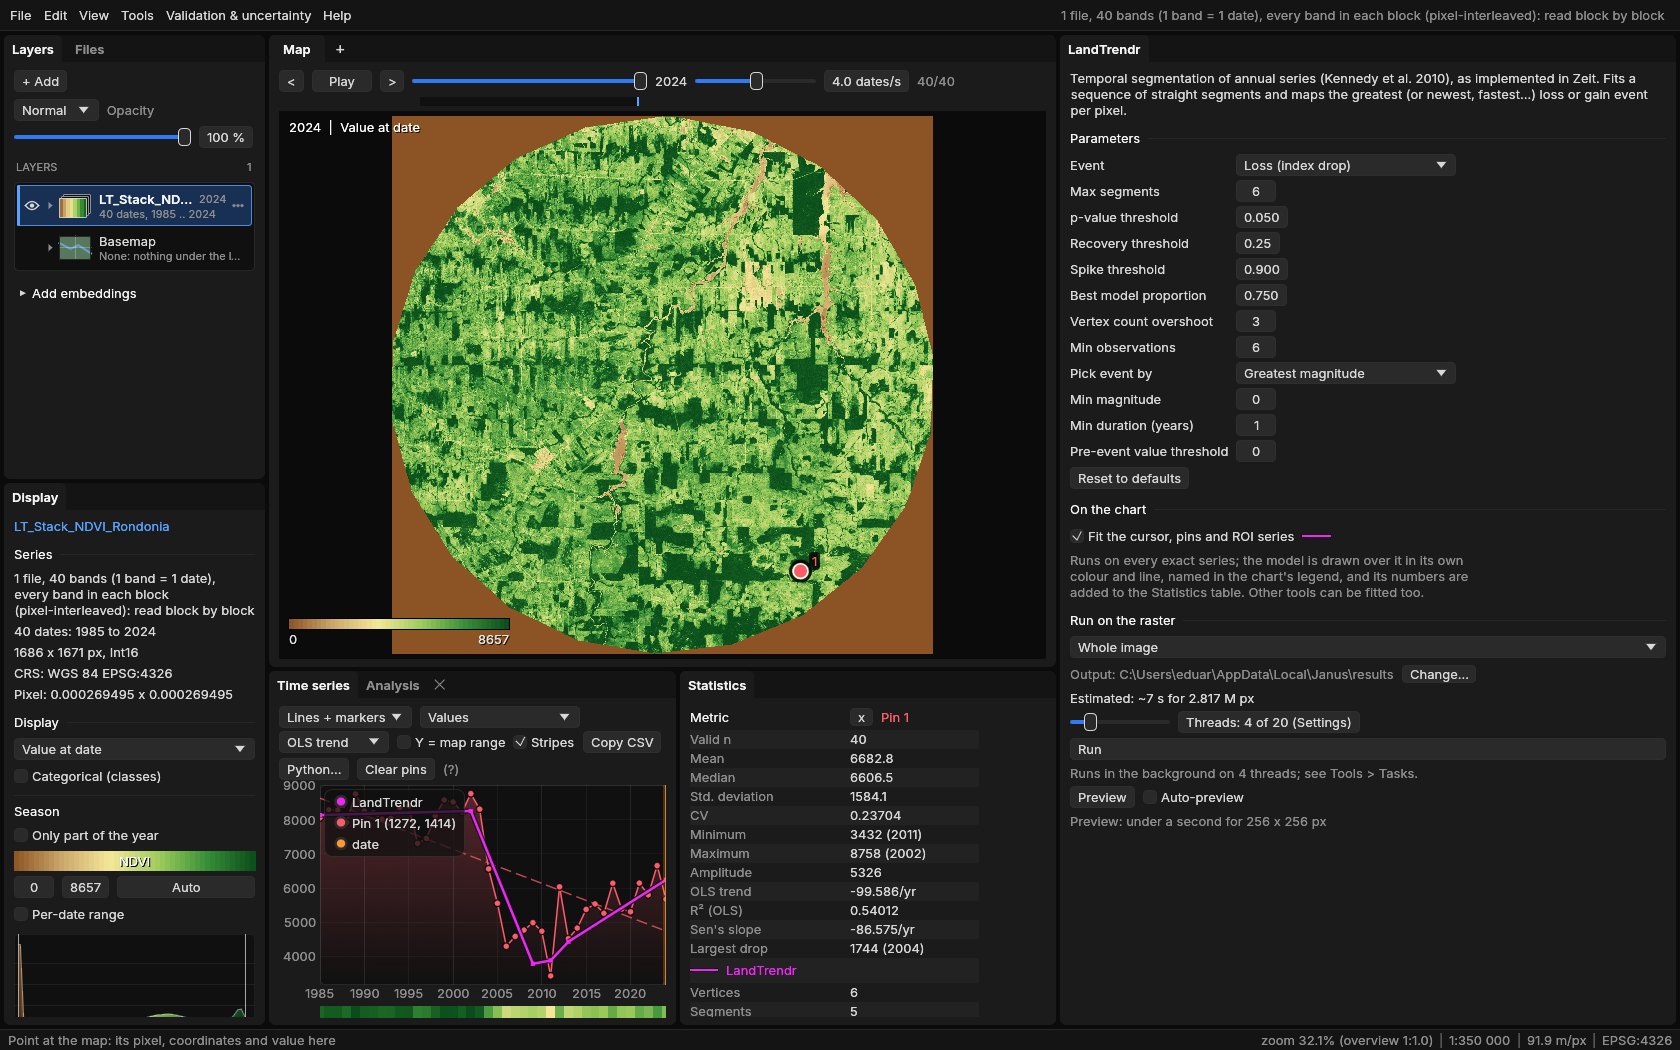 File Edit View Tools Validation & uncertainty Help
1 file, 40 bands (1 band = 1 date), every band in each block (pixel-interleaved): read block by block
Layers Files
+ Add
Normal Opacity
100 %
LAYERS 1
LT_Stack_ND... 2024
40 dates, 1985 .. 2024
Basemap
None: nothing under the l...
Add embeddings
Display
LT_Stack_NDVI_Rondonia
Series
1 file, 40 bands (1 band = 1 date),
every band in each block
(pixel-interleaved): read block by block
40 dates: 1985 to 2024
1686 x 1671 px, Int16
CRS: WGS 84 EPSG:4326
Pixel: 0.000269495 x 0.000269495
Display
Value at date
Categorical (classes)
Season
Only part of the year
NDVI
0 8657 Auto
Per-date range
Map +
< Play > 2024 4.0 dates/s 40/40
2024 | Value at date
1
0 8657
Time series Analysis
Lines + markers Values
OLS trend Y = map range Stripes Copy CSV
Python... Clear pins (?)
9000
8000
7000
6000
5000
4000
LandTrendr
Pin 1 (1272, 1414)
date
1985 1990 1995 2000 2005 2010 2015 2020
Statistics
Metric x Pin 1
Valid n 40
Mean 6682.8
Median 6606.5
Std. deviation 1584.1
CV 0.23704
Minimum 3432 (2011)
Maximum 8758 (2002)
Amplitude 5326
OLS trend -99.586/yr
R² (OLS) 0.54012
Sen's slope -86.575/yr
Largest drop 1744 (2004)
LandTrendr
Vertices 6
Segments 5
LandTrendr
Temporal segmentation of annual series (Kennedy et al. 2010), as implemented in Zeit. Fits a
sequence of straight segments and maps the greatest (or newest, fastest...) loss or gain event
per pixel.
Parameters
Event Loss (index drop)
Max segments 6
p-value threshold 0.050
Recovery threshold 0.25
Spike threshold 0.900
Best model proportion 0.750
Vertex count overshoot 3
Min observations 6
Pick event by Greatest magnitude
Min magnitude 0
Min duration (years) 1
Pre-event value threshold 0
Reset to defaults
On the chart
Fit the cursor, pins and ROI series
Runs on every exact series; the model is drawn over it in its own
colour and line, named in the chart's legend, and its numbers are
added to the Statistics table. Other tools can be fitted too.
Run on the raster
Whole image
Output: C:\Users\eduar\AppData\Local\Janus\results Change...
Estimated: ~7 s for 2.817 M px
Threads: 4 of 20 (Settings)
Run
Runs in the background on 4 threads; see Tools > Tasks.
Preview Auto-preview
Preview: under a second for 256 x 256 px
Point at the map: its pixel, coordinates and value here
zoom 32.1% (overview 1:1.0) | 1:350 000 | 91.9 m/px | EPSG:4326